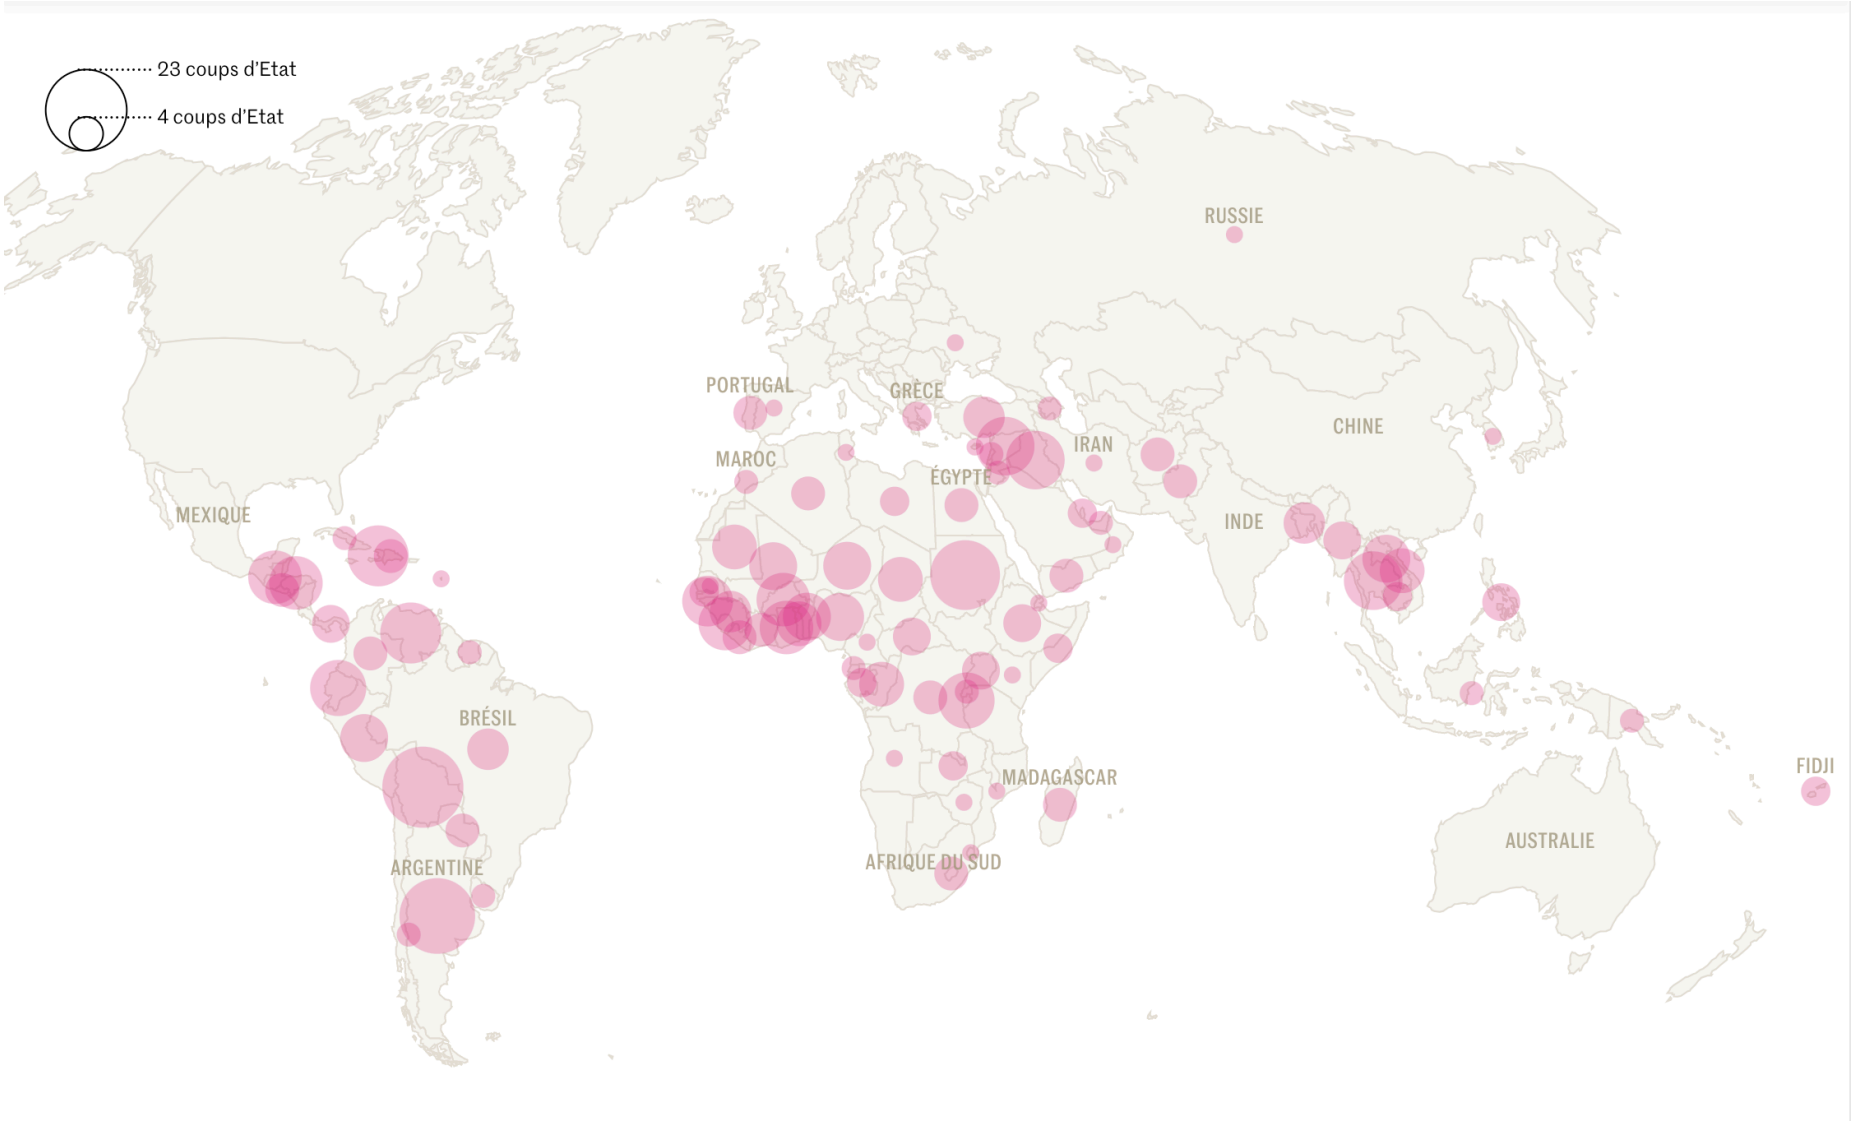 23 coups d'Etat
4 coups d'Etat
RUSSIE
PORTUGAL
GRÈCE
CHINE
MAROC
IRAN
ÉGYPTE
MEXIQUE
INDE
BRÉSIL
FIDJI
MADAGASCAR
AUSTRALIE
AFRIQUE DU SUD
ARGENTINE